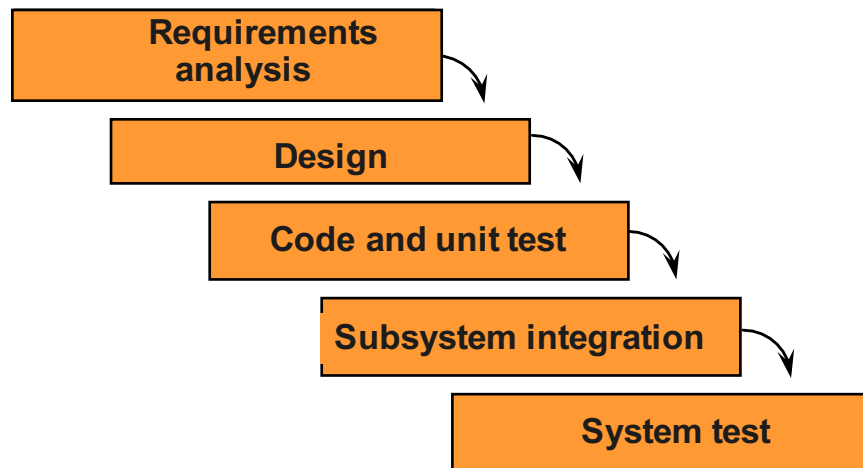 Requirements
analysis
Design
Code and unit test
Subsystem integration
System test